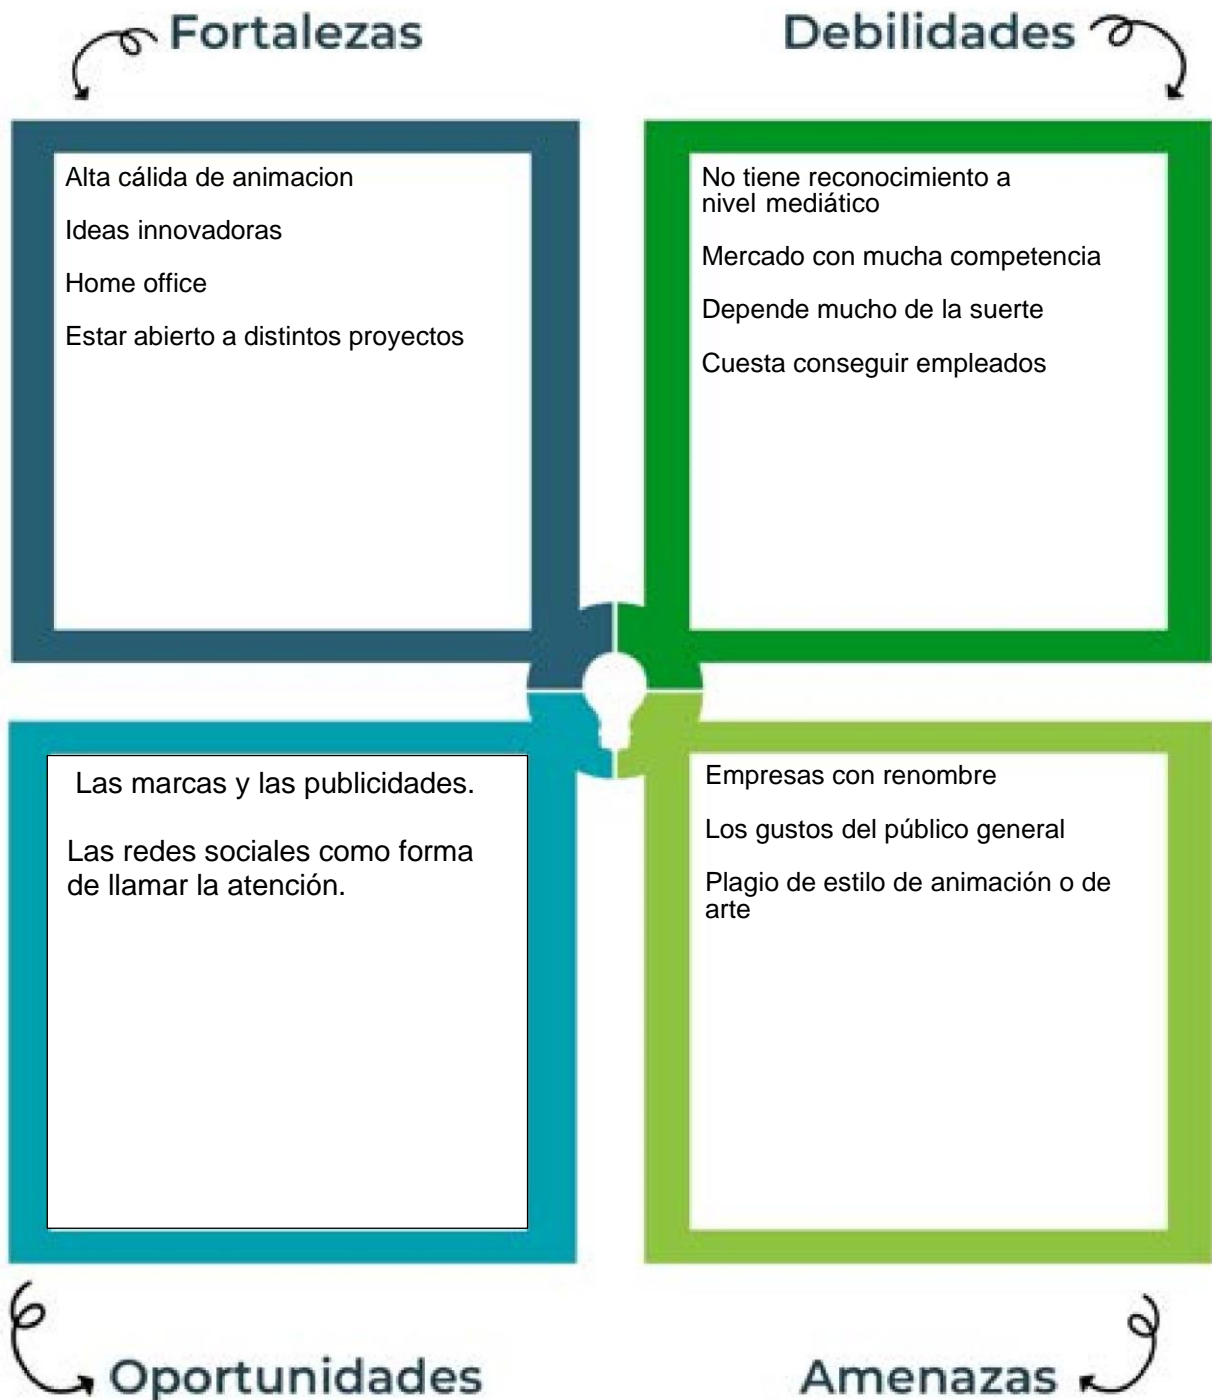 Fortalezas
Alta cálida de animacion
Ideas innovadoras
Home office
Estar abierto a distintos proyectos
Debilidades
No tiene reconocimiento a
nivel mediático
Mercado con mucha competencia
Depende mucho de la suerte
Cuesta conseguir empleados
Las marcas y las publicidades.
Las redes sociales como forma
de llamar la atención.
Oportunidades
Empresas con renombre
Los gustos del público general
Plagio de estilo de animación o de
arte
Amenazas